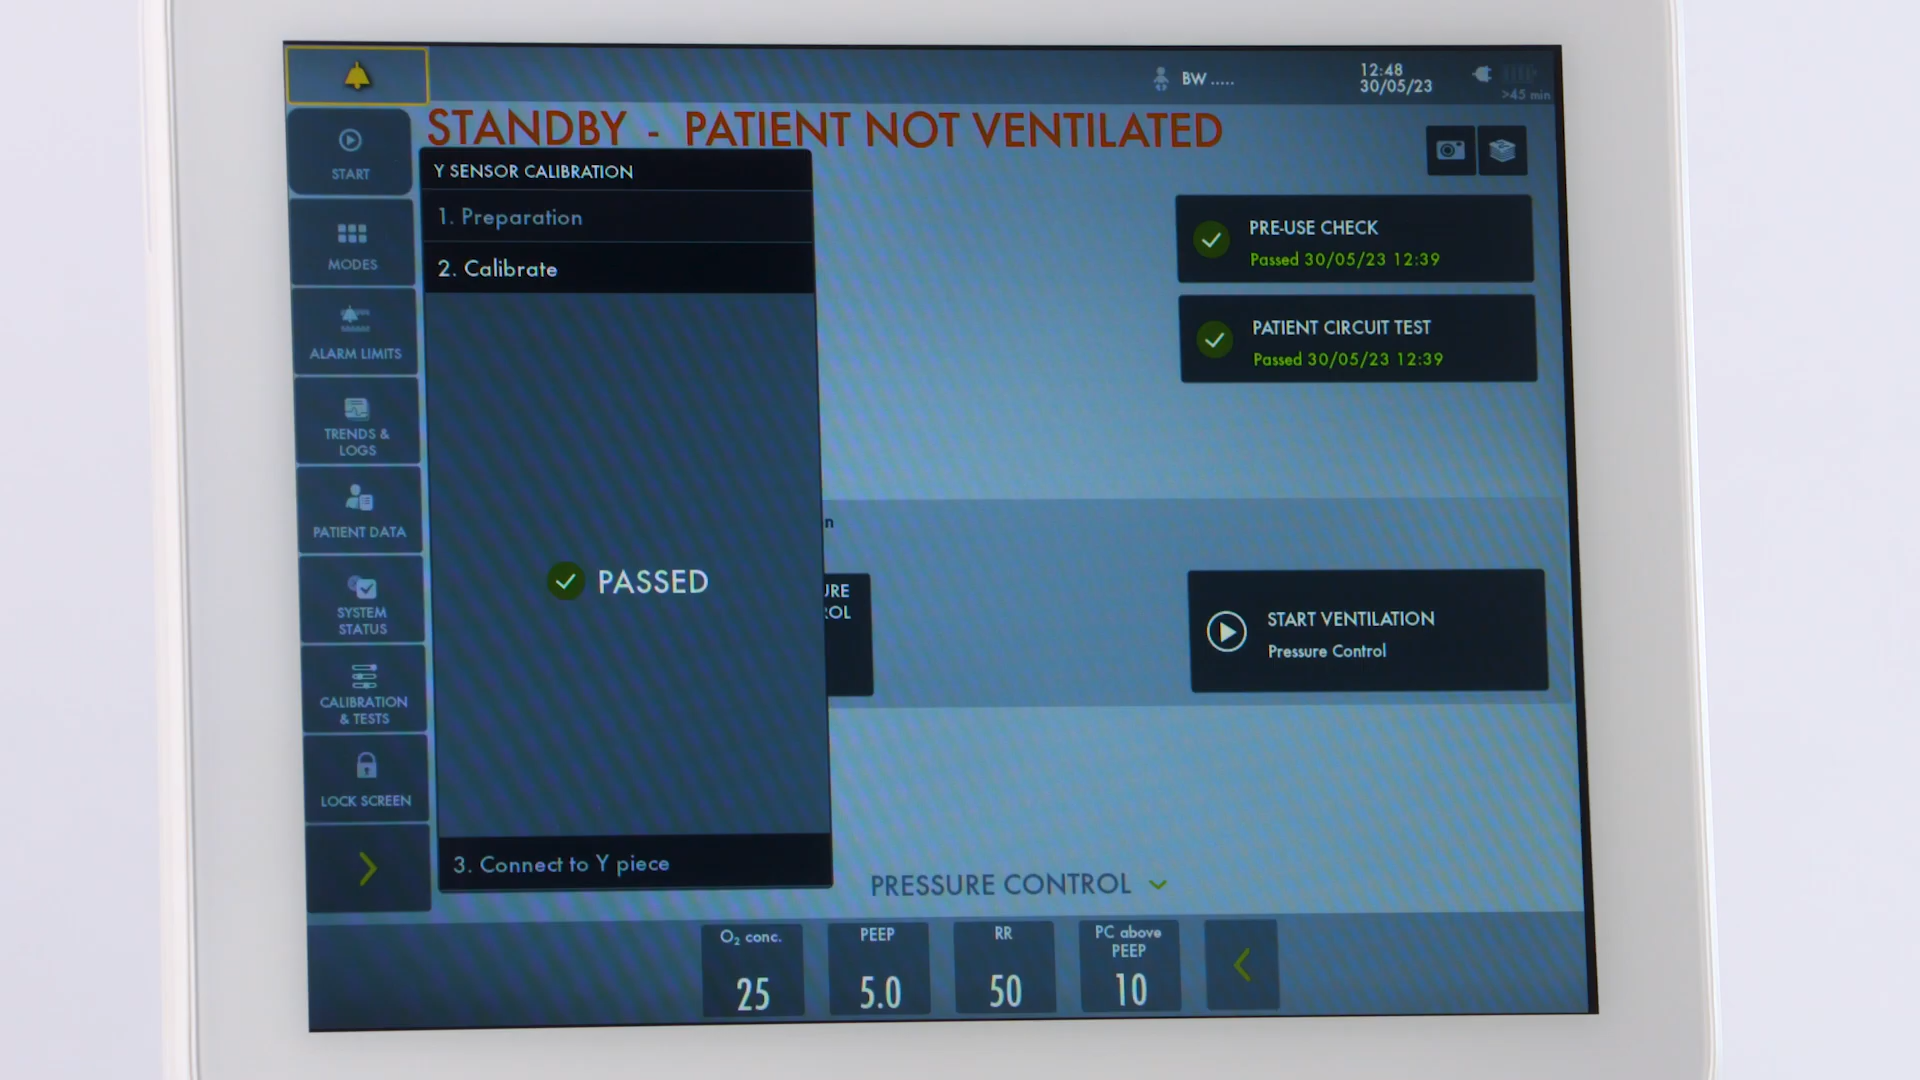 BW .....
12:48
30/05/23
>45 min
STANDBY - PATIENT NOT VENTILATED
START
MODES
ALARM LIMITS
TRENDS &
LOGS
PATIENT DATA
SYSTEM
STATUS
CALIBRATION
& TESTS
LOCK SCREEN
Y SENSOR CALIBRATION
1. Preparation
2. Calibrate
PASSED
3. Connect to Y piece
PRE-USE CHECK
Passed 30/05/23 12:39
PATIENT CIRCUIT TEST
Passed 30/05/23 12:39
START VENTILATION
Pressure Control
PRESSURE CONTROL
O₂ conc.
25
PEEP
5.0
RR
50
PC above
PEEP
10